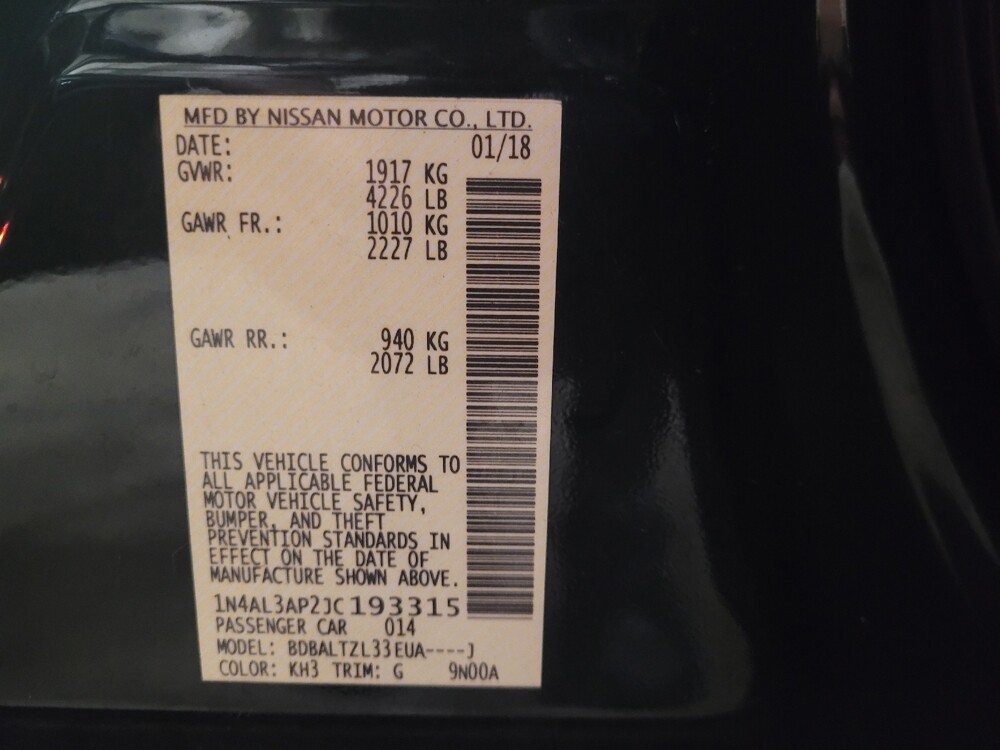 MFD BY NISSAN MOTOR CO., LTD.
DATE: 01/18
GVWR: 1917 KG
4226 LB
GAWR FR.: 1010 KG
2227 LB
GAWR RR.: 940 KG
2072 LB
THIS VEHICLE CONFORMS TO
ALL APPLICABLE FEDERAL
MOTOR VEHICLE SAFETY,
BUMPER, AND THEFT
PREVENTION STANDARDS IN
EFFECT ON THE DATE OF
MANUFACTURE SHOWN ABOVE.
1N4AL3AP2JC193315
PASSENGER CAR 014
MODEL: BDBALTZL33EUA----J
COLOR: KH3 TRIM: G 9N00A